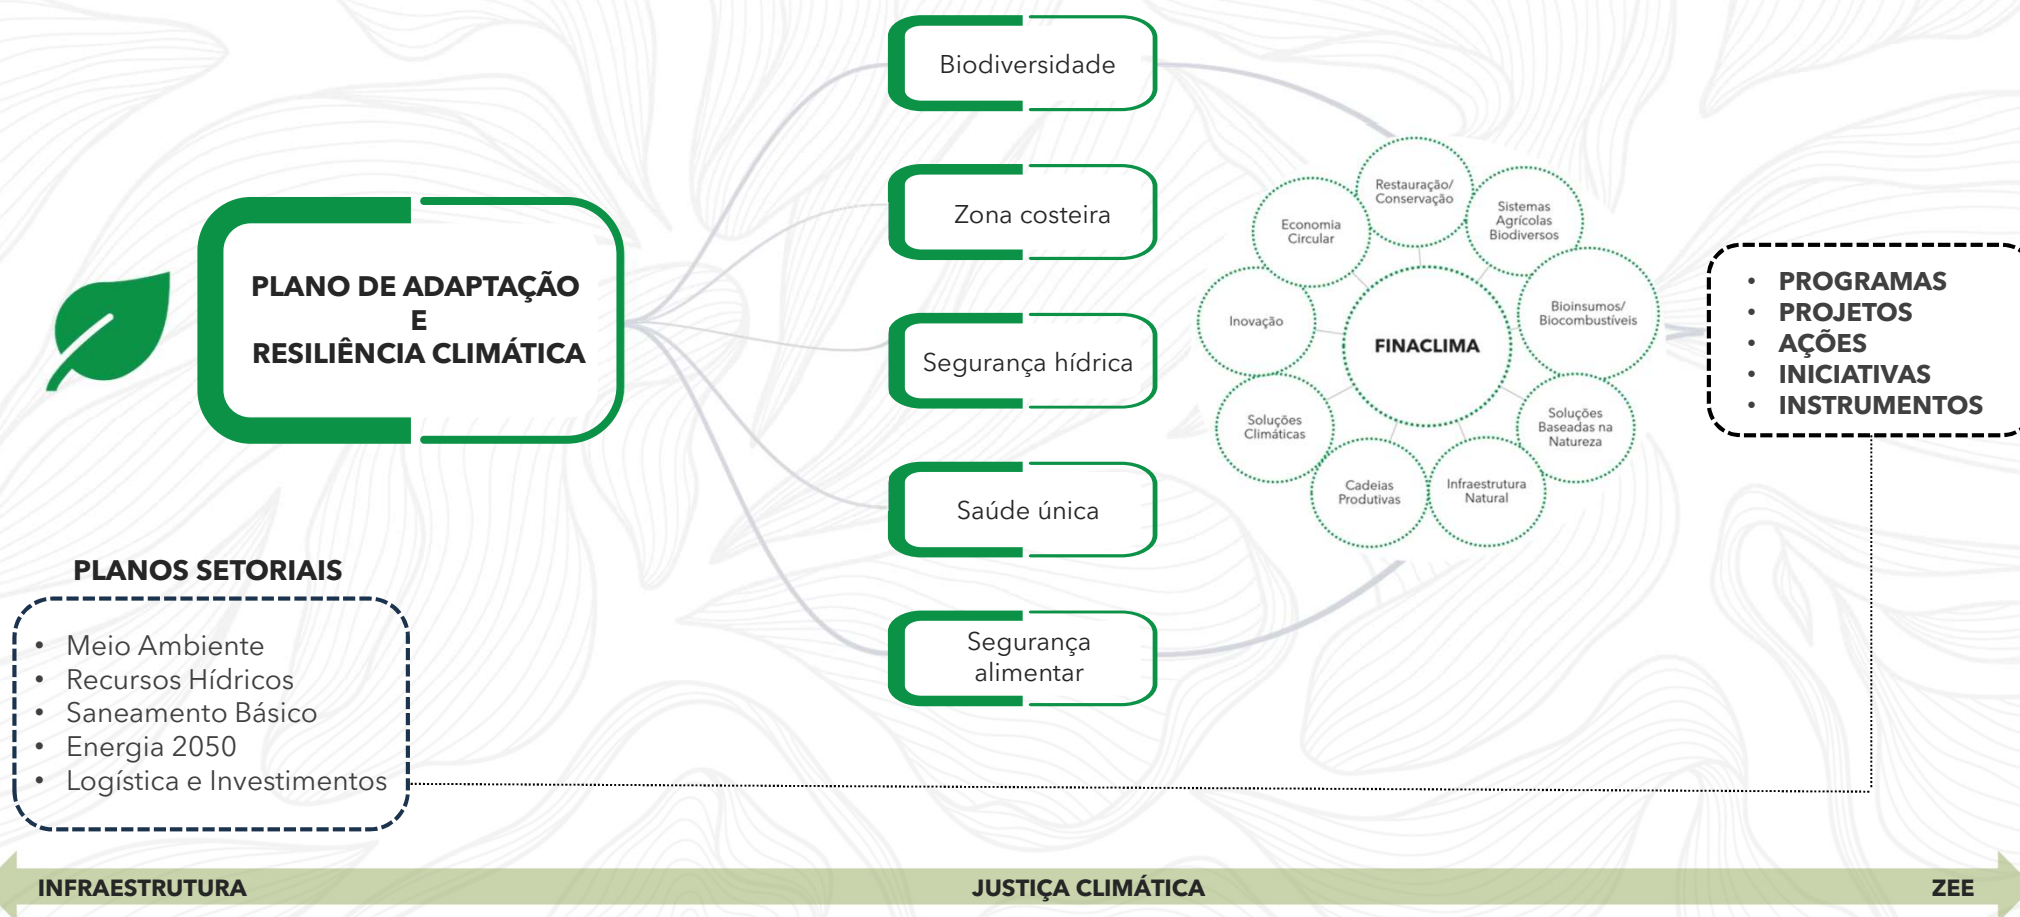 PLANO DE ADAPTAÇÃO
E
RESILIÊNCIA CLIMÁTICA
Biodiversidade
Zona costeira
Segurança hídrica
Saúde única
Segurança
alimentar
FINACLIMA
Restauração/
Conservação
Sistemas
Agrícolas
Biodiversos
Bioinsumos/
Biocombustíveis
Soluções
Baseadas na
Natureza
Infraestrutura
Natural
Cadeias
Produtivas
Soluções
Climáticas
Inovação
Economia
Circular
• PROGRAMAS
• PROJETOS
• AÇÕES
• INICIATIVAS
• INSTRUMENTOS
PLANOS SETORIAIS
• Meio Ambiente
• Recursos Hídricos
• Saneamento Básico
• Energia 2050
• Logística e Investimentos
INFRAESTRUTURA
JUSTIÇA CLIMÁTICA
ZEE